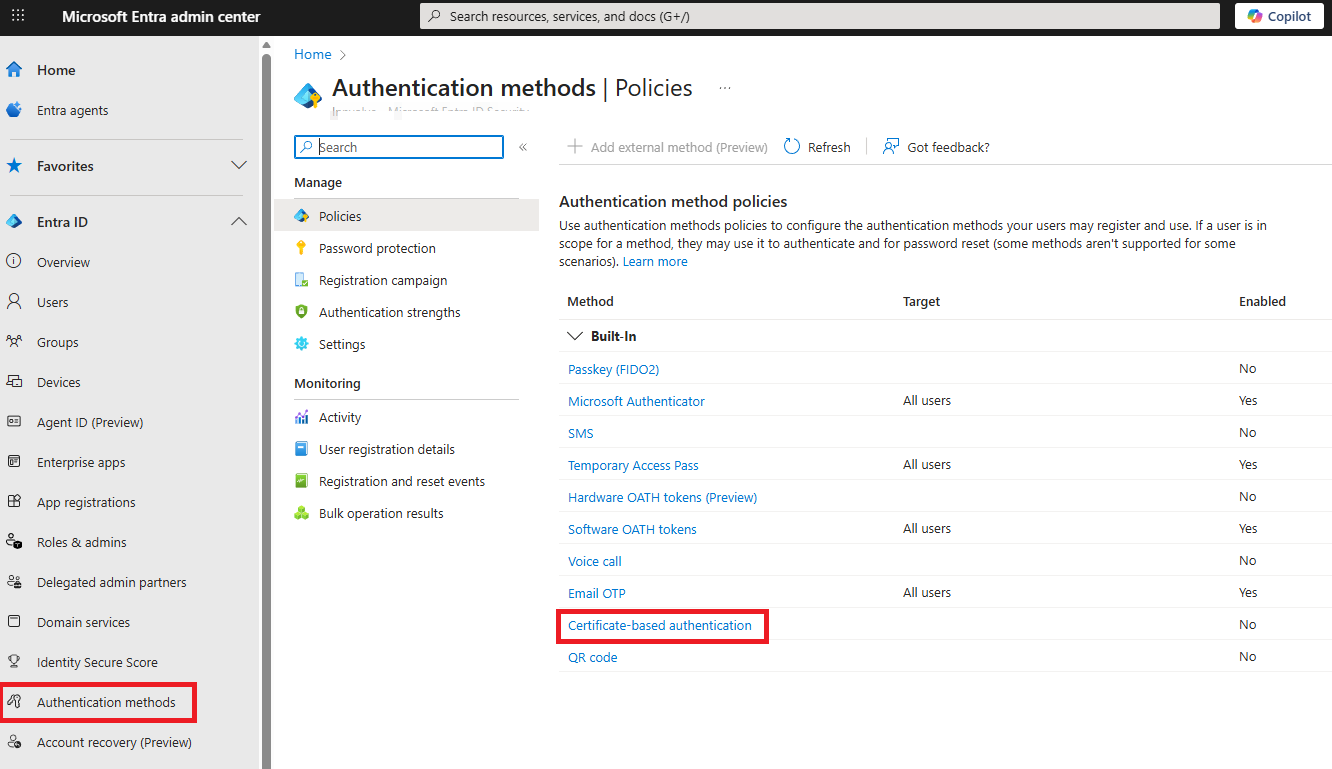 Microsoft Entra admin center
Search resources, services, and docs (G+/)
Copilot
Home
Entra agents
Favorites
Entra ID
Overview
Users
Groups
Devices
Agent ID (Preview)
Enterprise apps
App registrations
Roles & admins
Delegated admin partners
Domain services
Identity Secure Score
Authentication methods
Account recovery (Preview)
Home
Authentication methods | Policies
Search
Manage
Policies
Password protection
Registration campaign
Authentication strengths
Settings
Monitoring
Activity
User registration details
Registration and reset events
Bulk operation results
Add external method (Preview)
Refresh
Got feedback?
Authentication method policies
Use authentication methods policies to configure the authentication methods your users may register and use. If a user is in
scope for a method, they may use it to authenticate and for password reset (some methods aren't supported for some
scenarios). Learn more
Method Target Enabled
Built-In
Passkey (FIDO2) No
Microsoft Authenticator All users Yes
SMS No
Temporary Access Pass All users Yes
Hardware OATH tokens (Preview) No
Software OATH tokens All users Yes
Voice call No
Email OTP All users Yes
Certificate-based authentication No
QR code No